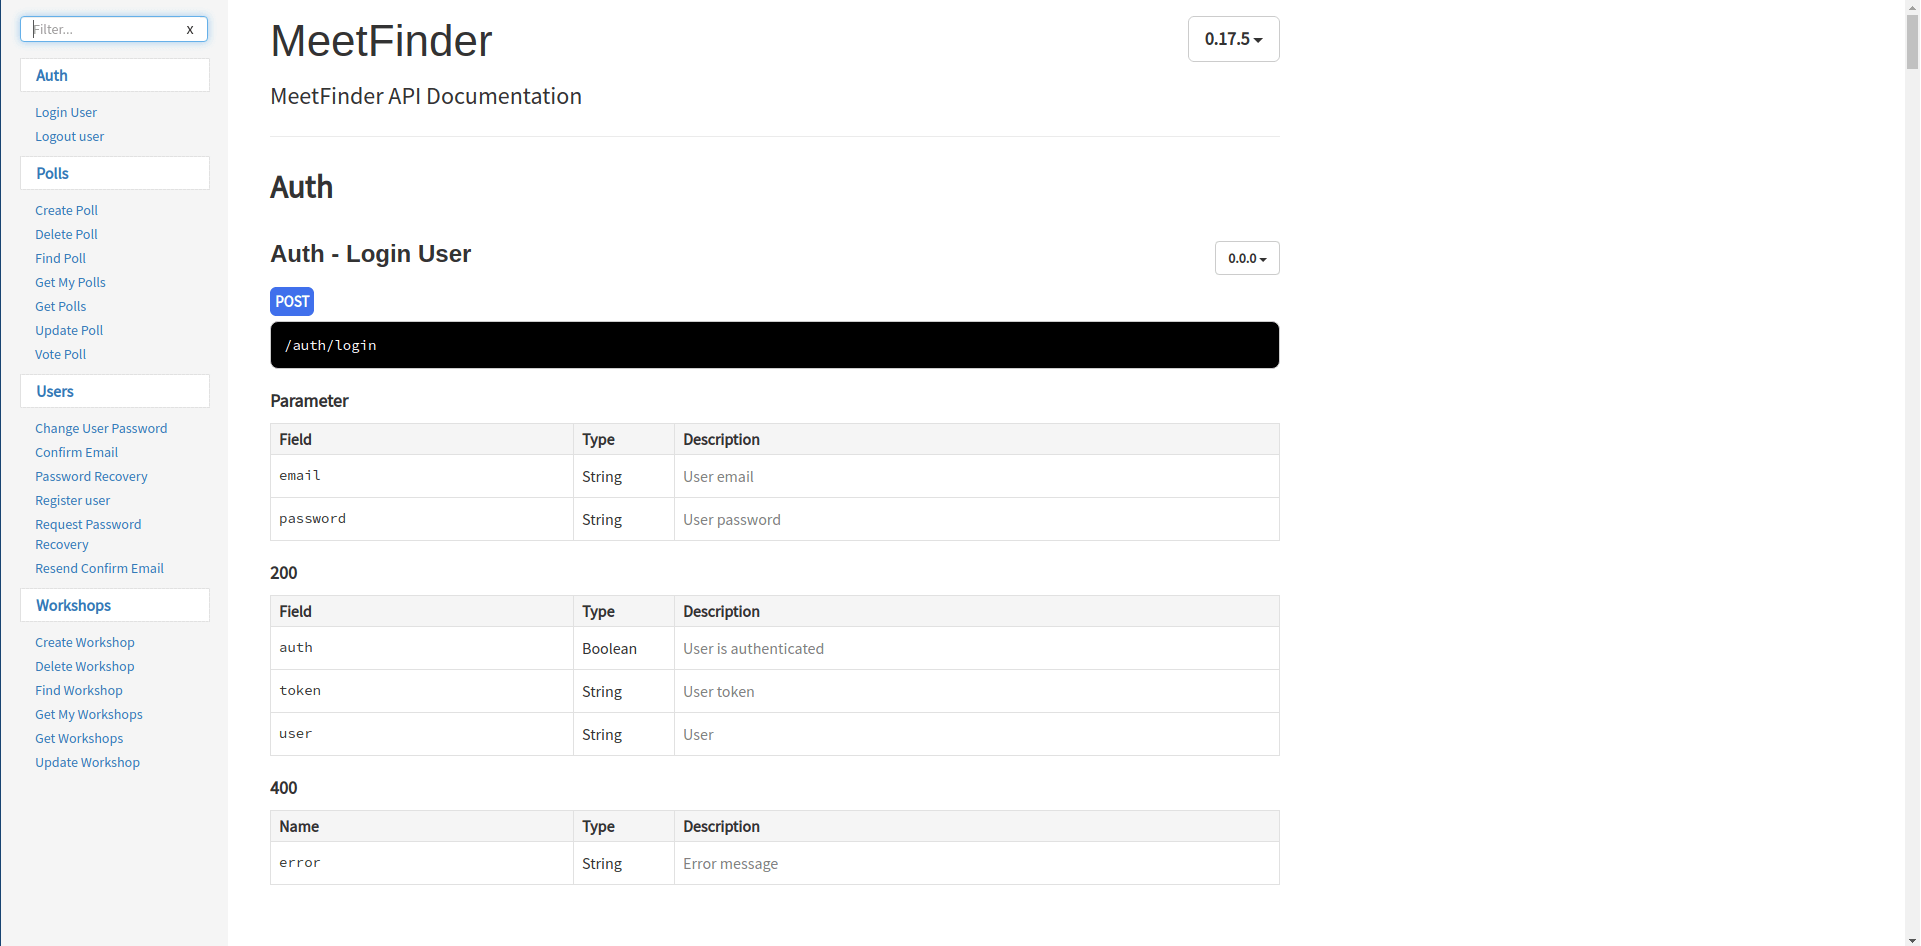 Filter...
x
Auth
Login User
Logout user
Polls
Create Poll
Delete Poll
Find Poll
Get My Polls
Get Polls
Update Poll
Vote Poll
Users
Change User Password
Confirm Email
Password Recovery
Register user
Request Password
Recovery
Resend Confirm Email
Workshops
Create Workshop
Delete Workshop
Find Workshop
Get My Workshops
Get Workshops
Update Workshop
MeetFinder
0.17.5
MeetFinder API Documentation
Auth
Auth - Login User
0.0.0
POST
/auth/login
Parameter
Field Type Description
email String User email
password String User password
200
Field Type Description
auth Boolean User is authenticated
token String User token
user String User
400
Name Type Description
error String Error message